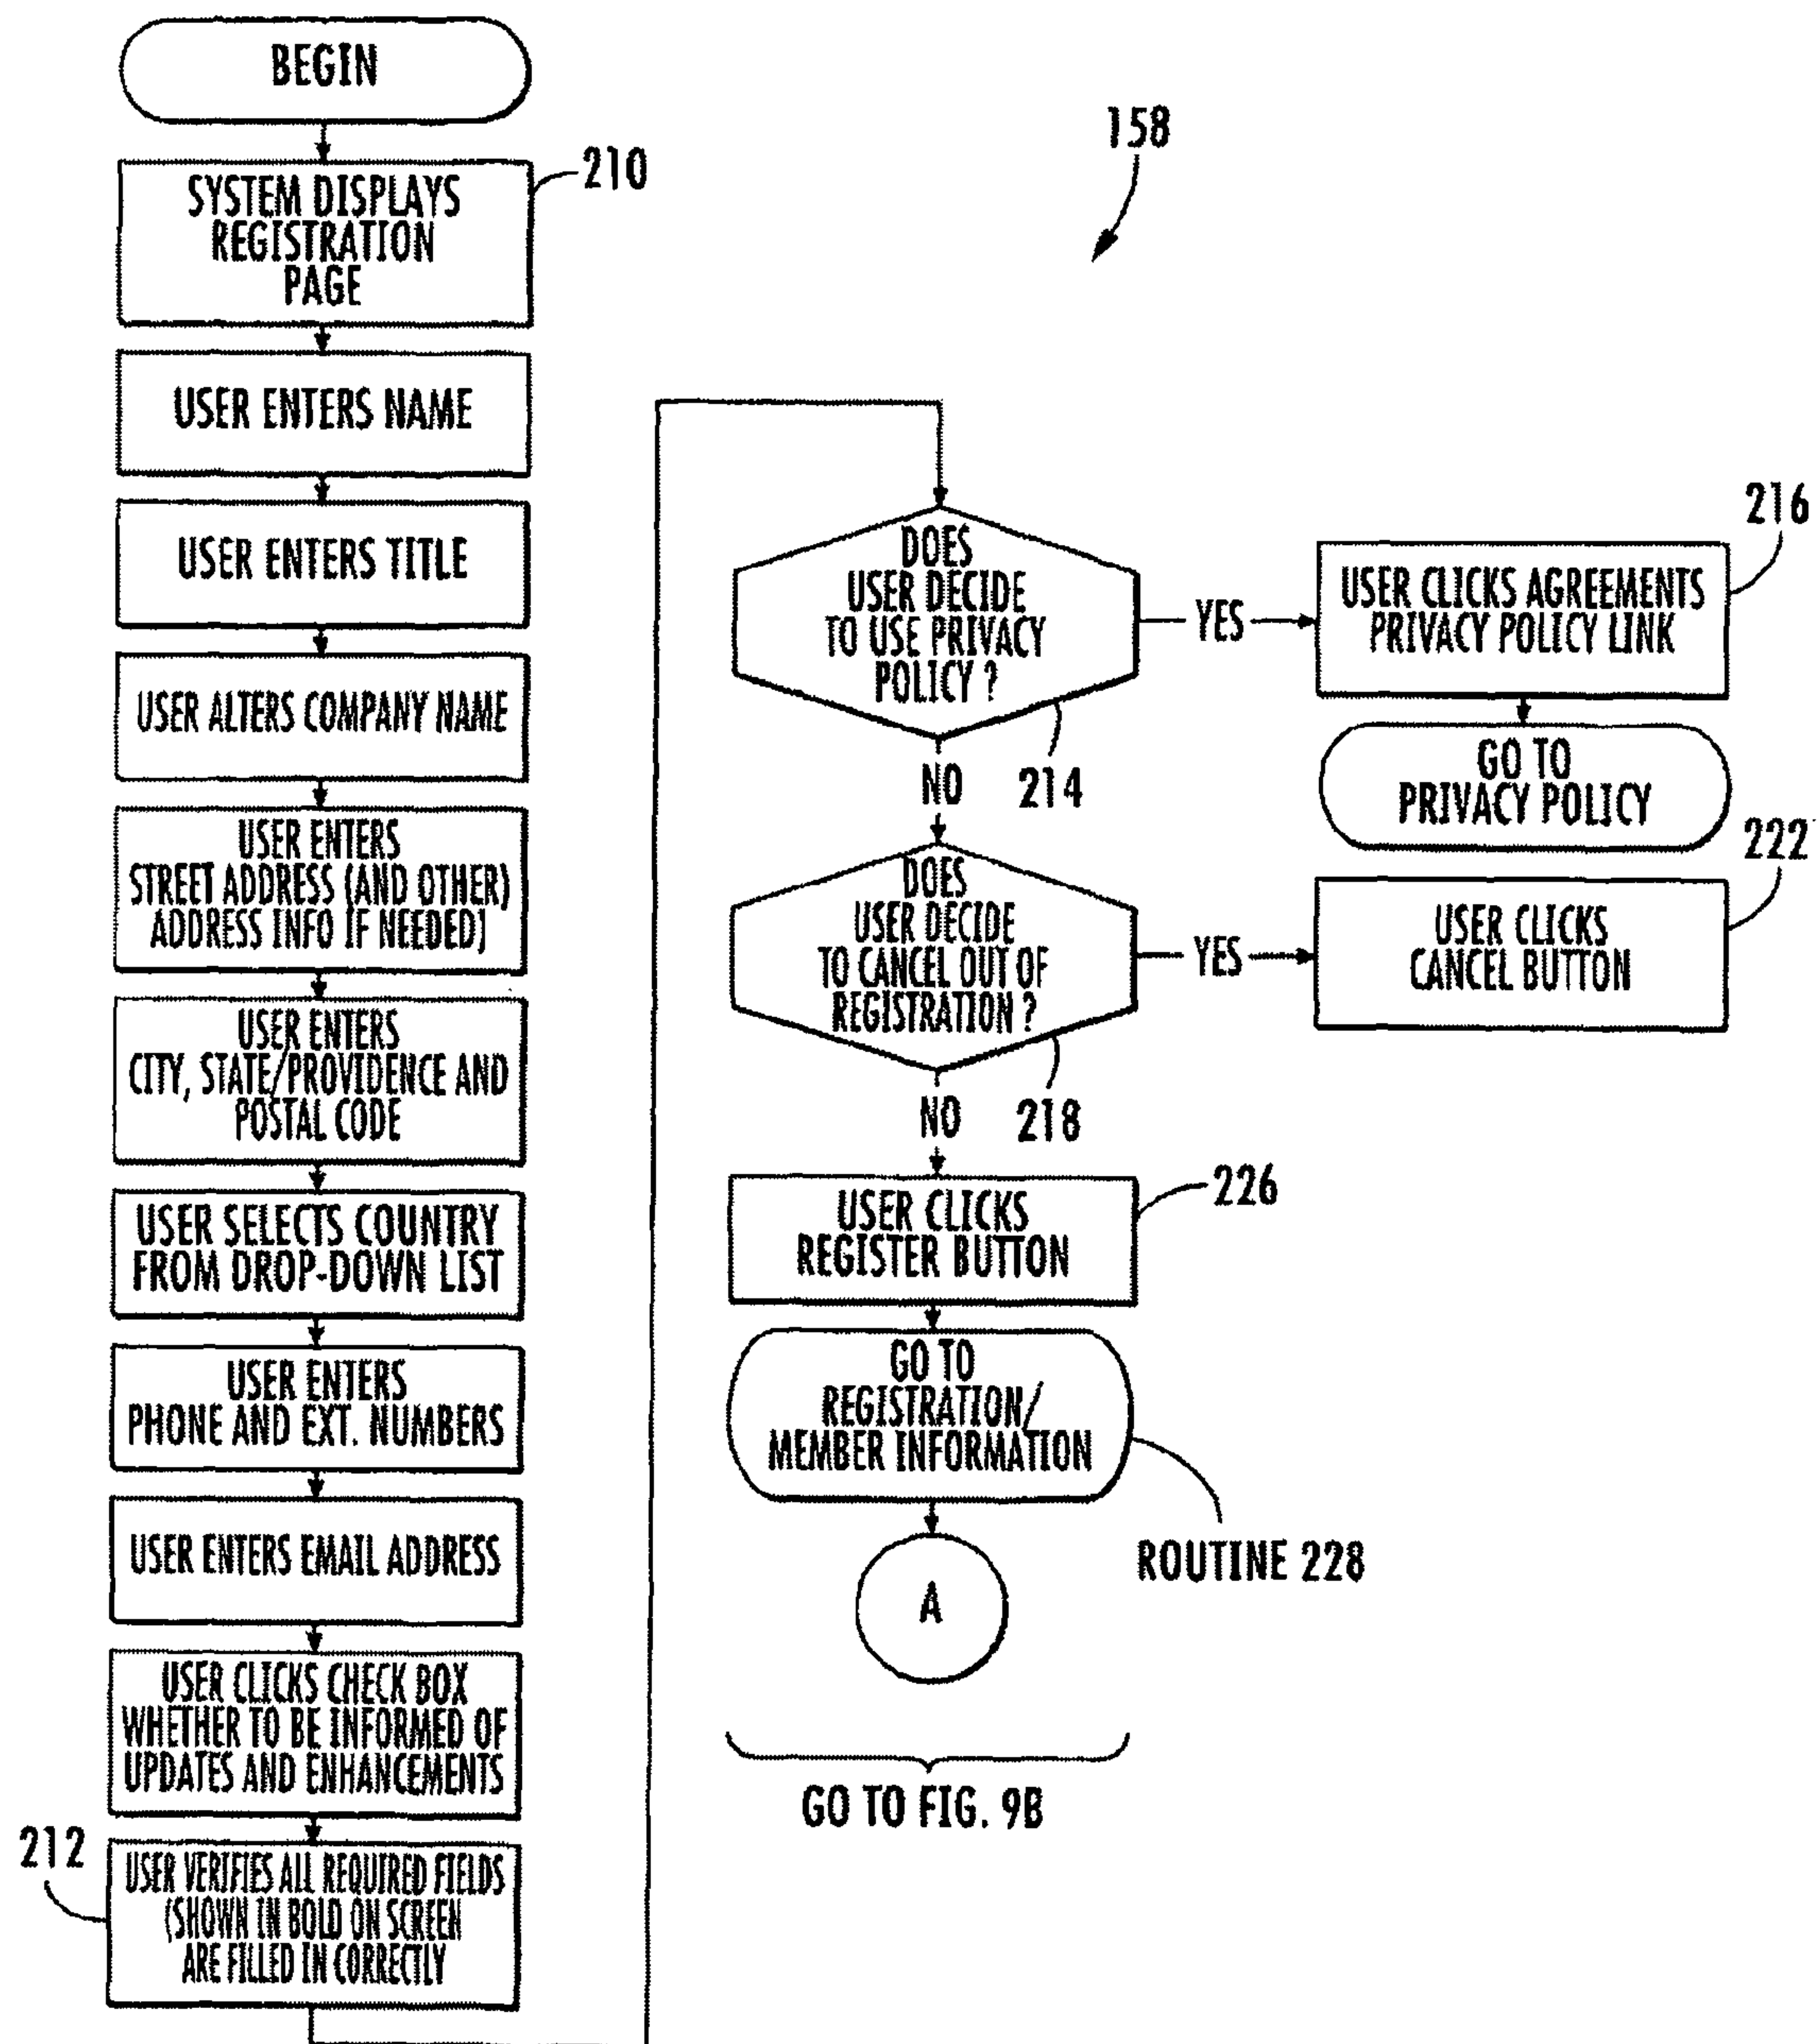 BEGIN
158
210
SYSTEM DISPLAYS
REGISTRATION
PAGE
USER ENTERS NAME
USER ENTERS TITLE
USER ALTERS COMPANY NAME
USER ENTERS
STREET ADDRESS (AND OTHER)
ADDRESS INFO IF NEEDED]
USER ENTERS
CITY, STATE/PROVIDENCE AND
POSTAL CODE
USER SELECTS COUNTRY
FROM DROP-DOWN LIST
USER ENTERS
PHONE AND EXT. NUMBERS
USER ENTERS EMAIL ADDRESS
USER CLICKS CHECK BOX
WHETHER TO BE INFORMED OF
UPDATES AND ENHANCEMENTS
212
USER VERIFIES ALL REQUIRED FIELDS
(SHOWN IN BOLD ON SCREEN
ARE FILLED IN CORRECTLY
DOES
USER DECIDE
TO USE PRIVACY
POLICY ?
214
YES
216
USER CLICKS AGREEMENTS
PRIVACY POLICY LINK
GO TO
PRIVACY POLICY
NO
DOES
USER DECIDE
TO CANCEL OUT OF
REGISTRATION ?
218
YES
222
USER CLICKS
CANCEL BUTTON
NO
226
USER CLICKS
REGISTER BUTTON
GO TO
REGISTRATION/
MEMBER INFORMATION
ROUTINE 228
A
GO TO FIG. 9B